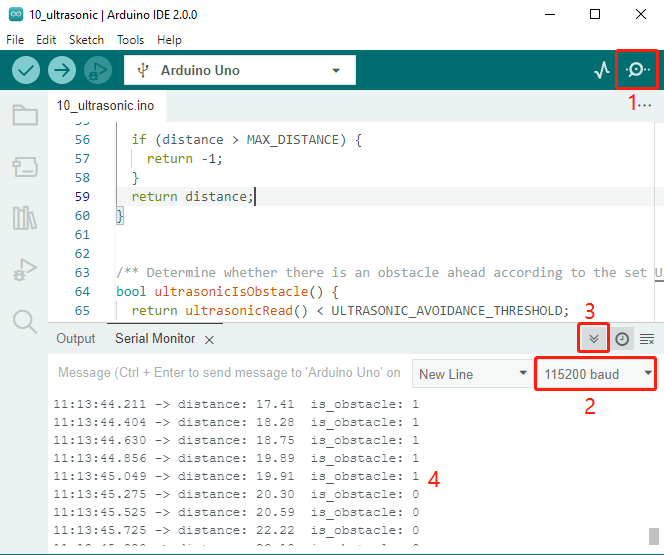 10_ultrasonic | Arduino IDE 2.0.0
File Edit Sketch Tools Help
Arduino Uno
1
10_ultrasonic.ino
55
56 if (distance > MAX_DISTANCE) {
57 return -1;
58 }
59 return distance;
60 }
61
62
63 /** Determine whether there is an obstacle ahead according to the set U
64 bool ultrasonicIsObstacle() {
65 return ultrasonicRead() < ULTRASONIC_AVOIDANCE_THRESHOLD;
3
Output Serial Monitor
Message (Ctrl + Enter to send message to 'Arduino Uno' on
New Line
115200 baud
2
11:13:44.211 -> distance: 17.41 is_obstacle: 1
11:13:44.404 -> distance: 18.28 is_obstacle: 1
11:13:44.630 -> distance: 18.75 is_obstacle: 1
11:13:44.856 -> distance: 19.89 is_obstacle: 1
11:13:45.049 -> distance: 19.91 is_obstacle: 1
4
11:13:45.275 -> distance: 20.30 is_obstacle: 0
11:13:45.525 -> distance: 20.59 is_obstacle: 0
11:13:45.725 -> distance: 22.22 is_obstacle: 0